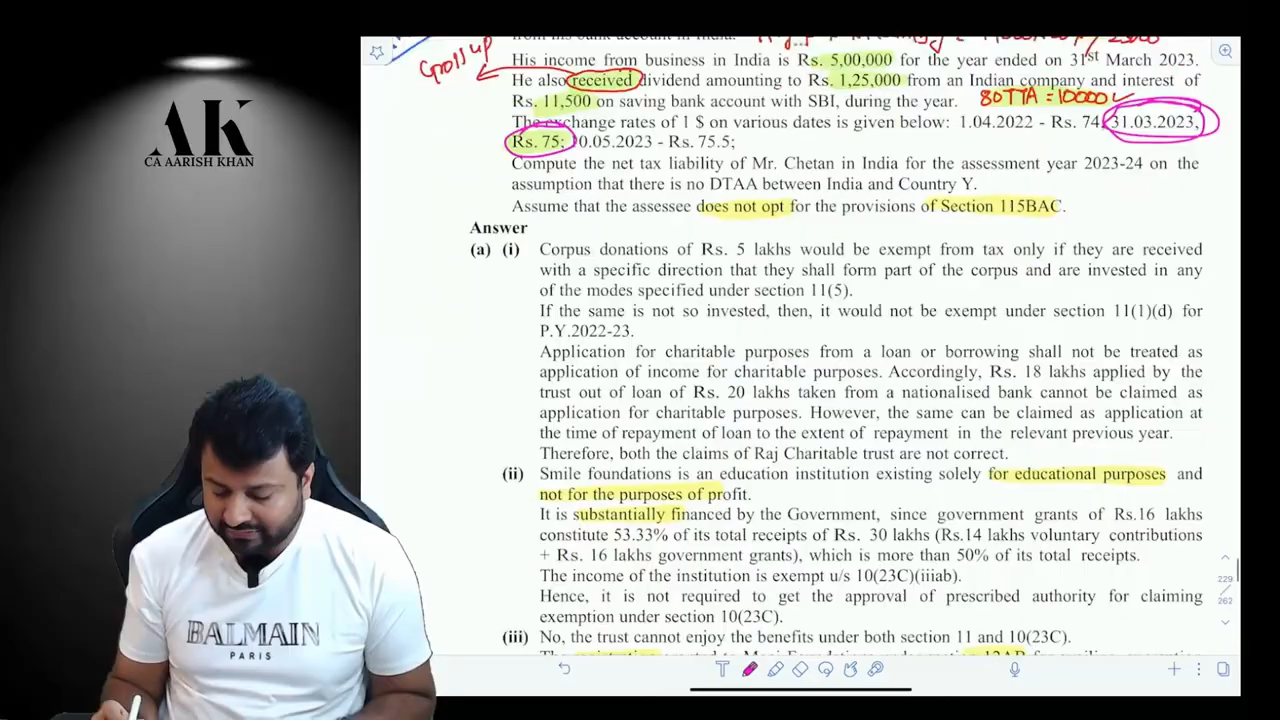 AK
CA AARISH KHAN
from his bank account in India.
Gross up
His income from business in India is Rs. 5,00,000 for the year ended on 31st March 2023.
He also received dividend amounting to Rs. 1,25,000 from an Indian company and interest of
Rs. 11,500 on saving bank account with SBI, during the year. 80TTA = 10000
The exchange rates of 1 $ on various dates is given below: 1.04.2022 - Rs. 74, 31.03.2023,
Rs. 75; 0.05.2023 - Rs. 75.5;
Compute the net tax liability of Mr. Chetan in India for the assessment year 2023-24 on the
assumption that there is no DTAA between India and Country Y.
Assume that the assessee does not opt for the provisions of Section 115BAC.
Answer
(a) (i) Corpus donations of Rs. 5 lakhs would be exempt from tax only if they are received
with a specific direction that they shall form part of the corpus and are invested in any
of the modes specified under section 11(5).
If the same is not so invested, then, it would not be exempt under section 11(1)(d) for
P.Y.2022-23.
Application for charitable purposes from a loan or borrowing shall not be treated as
application of income for charitable purposes. Accordingly, Rs. 18 lakhs applied by the
trust out of loan of Rs. 20 lakhs taken from a nationalised bank cannot be claimed as
application for charitable purposes. However, the same can be claimed as application at
the time of repayment of loan to the extent of repayment in the relevant previous year.
Therefore, both the claims of Raj Charitable trust are not correct.
(ii) Smile foundations is an education institution existing solely for educational purposes and
not for the purposes of profit.
It is substantially financed by the Government, since government grants of Rs.16 lakhs
constitute 53.33% of its total receipts of Rs. 30 lakhs (Rs.14 lakhs voluntary contributions
+ Rs. 16 lakhs government grants), which is more than 50% of its total receipts.
The income of the institution is exempt u/s 10(23C)(iiiab).
Hence, it is not required to get the approval of prescribed authority for claiming
exemption under section 10(23C).
(iii) No, the trust cannot enjoy the benefits under both section 11 and 10(23C).
229
262
BALMAIN
PARIS